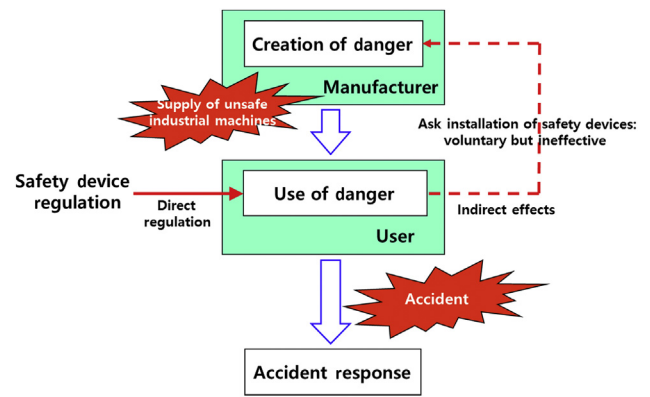 Creation of danger
Manufacturer
Supply of unsafe
industrial machines
Ask installation of safety devices:
voluntary but ineffective
Safety device
regulation
Direct
regulation
Use of danger
Indirect effects
User
Accident
Accident response